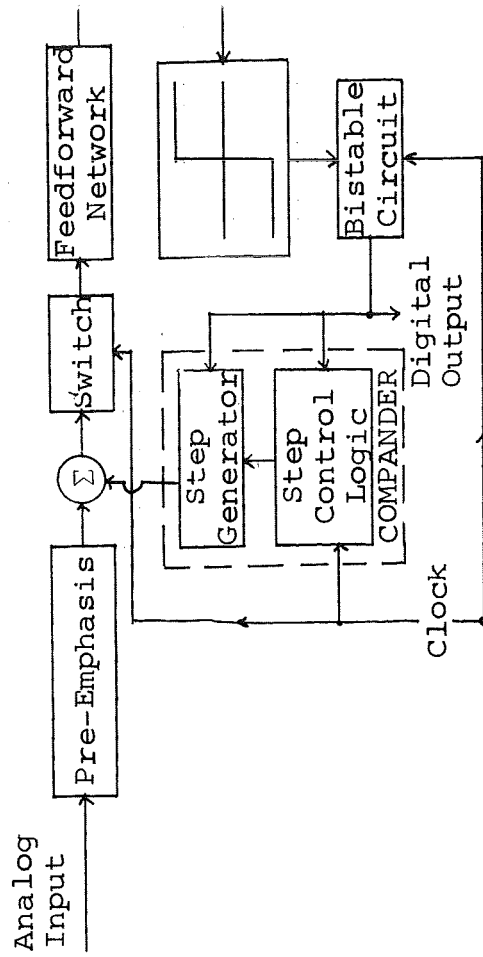 Analog
Input
Pre-Emphasis
Σ
Switch
Feedforward
Network
Step
Generator
Step
Control
Logic
COMPANDER
Bistable
Circuit
Digital
Output
Clock